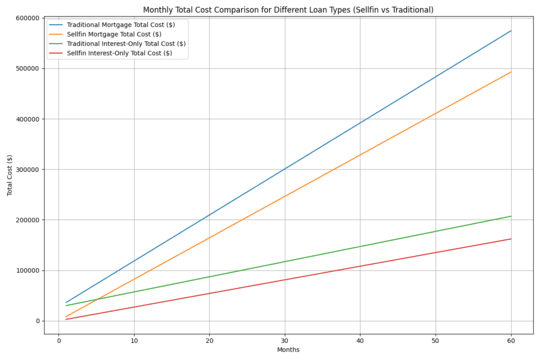 Monthly Total Cost Comparison for Different Loan Types (Sellfin vs Traditional)
Traditional Mortgage Total Cost ($)
Sellfin Mortgage Total Cost ($)
Traditional Interest-Only Total Cost ($)
Sellfin Interest-Only Total Cost ($)
600000
500000
400000
300000
200000
100000
0
Total Cost ($)
0 10 20 30 40 50 60
Months